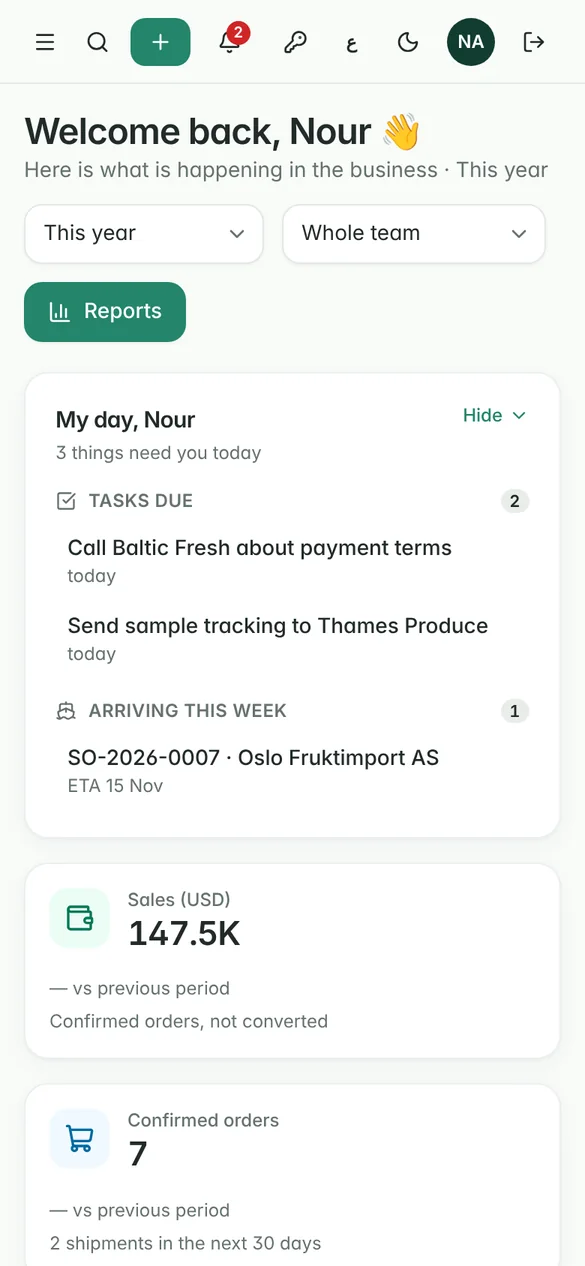 2
ع
NA
Welcome back, Nour 👋
Here is what is happening in the business · This year
This year
Whole team
Reports
My day, Nour
Hide
3 things need you today
TASKS DUE
2
Call Baltic Fresh about payment terms
today
Send sample tracking to Thames Produce
today
ARRIVING THIS WEEK
1
SO-2026-0007 · Oslo Fruktimport AS
ETA 15 Nov
Sales (USD)
147.5K
— vs previous period
Confirmed orders, not converted
Confirmed orders
7
— vs previous period
2 shipments in the next 30 days